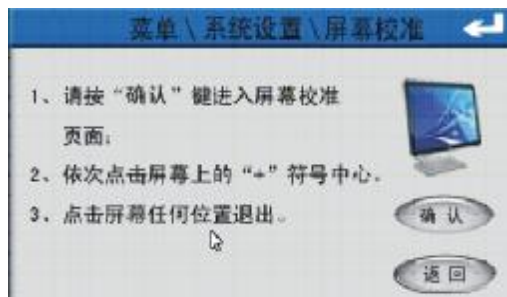 菜单\系统设置\屏幕校准
1、请按“确认”键进入屏幕校准
页面;
2、依次点击屏幕上的“+”符号中心.
3、点击屏幕任何位置退出。
确 认
返 回